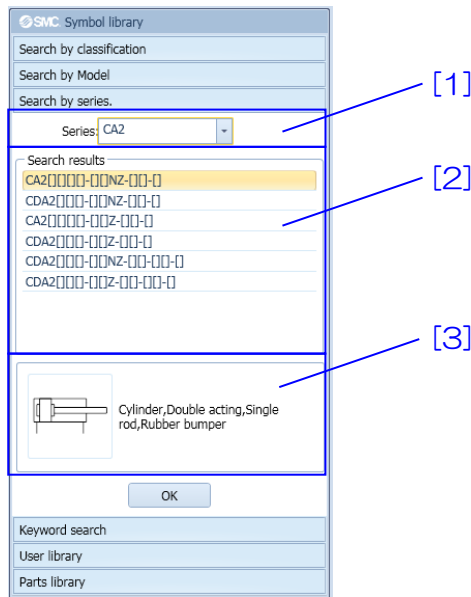 SMC Symbol library
Search by classification
Search by Model
Search by series.
[1]
Series: CA2
[2]
Search results
CA2[][][][]-[][]NZ-[][]-[]
CDA2[][][]-[][]NZ-[][]-[]
CA2[][][][]-[][]Z-[][]-[]
CDA2[][][]-[][]Z-[][]-[]
CDA2[][][]-[][]NZ-[][]-[][]-[]
CDA2[][][]-[][]Z-[][]-[][]-[]
[3]
Cylinder,Double acting,Single
rod,Rubber bumper
OK
Keyword search
User library
Parts library